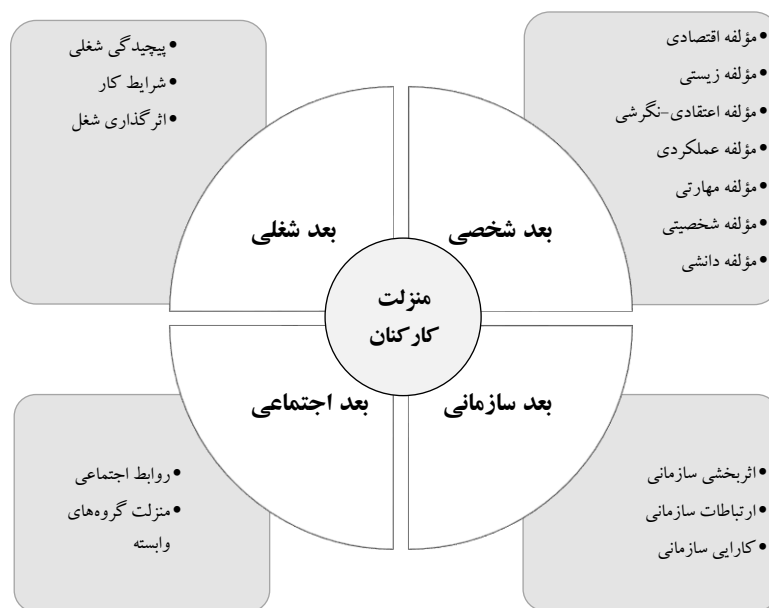 • مؤلفه اقتصادی
• مؤلفه زیستی
• مؤلفه اعتقادی-نگرشی
• مؤلفه عملکردی
• مؤلفه مهارتی
• مؤلفه شخصیتی
• مؤلفه دانشی
• پیچیدگی شغلی
• شرایط کار
• اثرگذاری شغل
بعد شخصی
بعد شغلی
منزلت
کارکنان
بعد سازمانی
بعد اجتماعی
• اثربخشی سازمانی
• ارتباطات سازمانی
• کارایی سازمانی
• روابط اجتماعی
• منزلت گروه‌های
وابسته